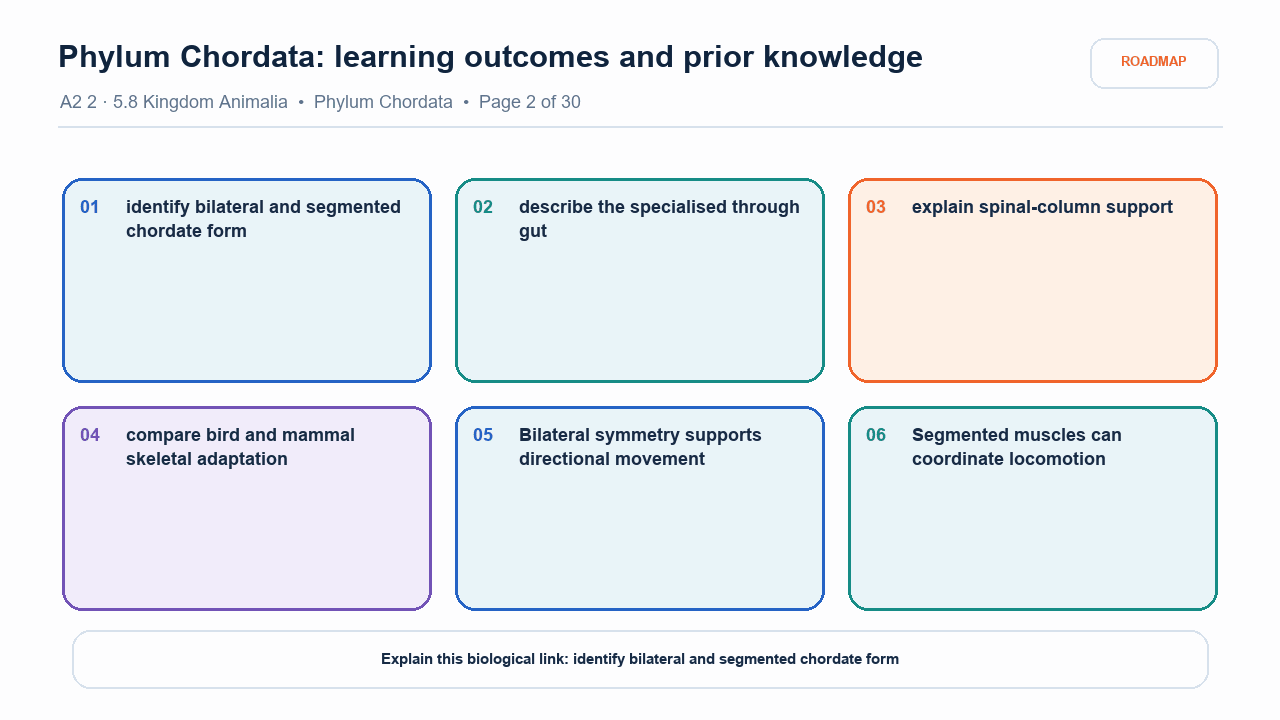 Phylum Chordata: learning outcomes and prior knowledge
ROADMAP
A2 2 · 5.8 Kingdom Animalia • Phylum Chordata • Page 2 of 30
01 identify bilateral and segmented
chordate form
02 describe the specialised through
gut
03 explain spinal-column support
04 compare bird and mammal
skeletal adaptation
05 Bilateral symmetry supports
directional movement
06 Segmented muscles can
coordinate locomotion
Explain this biological link: identify bilateral and segmented chordate form